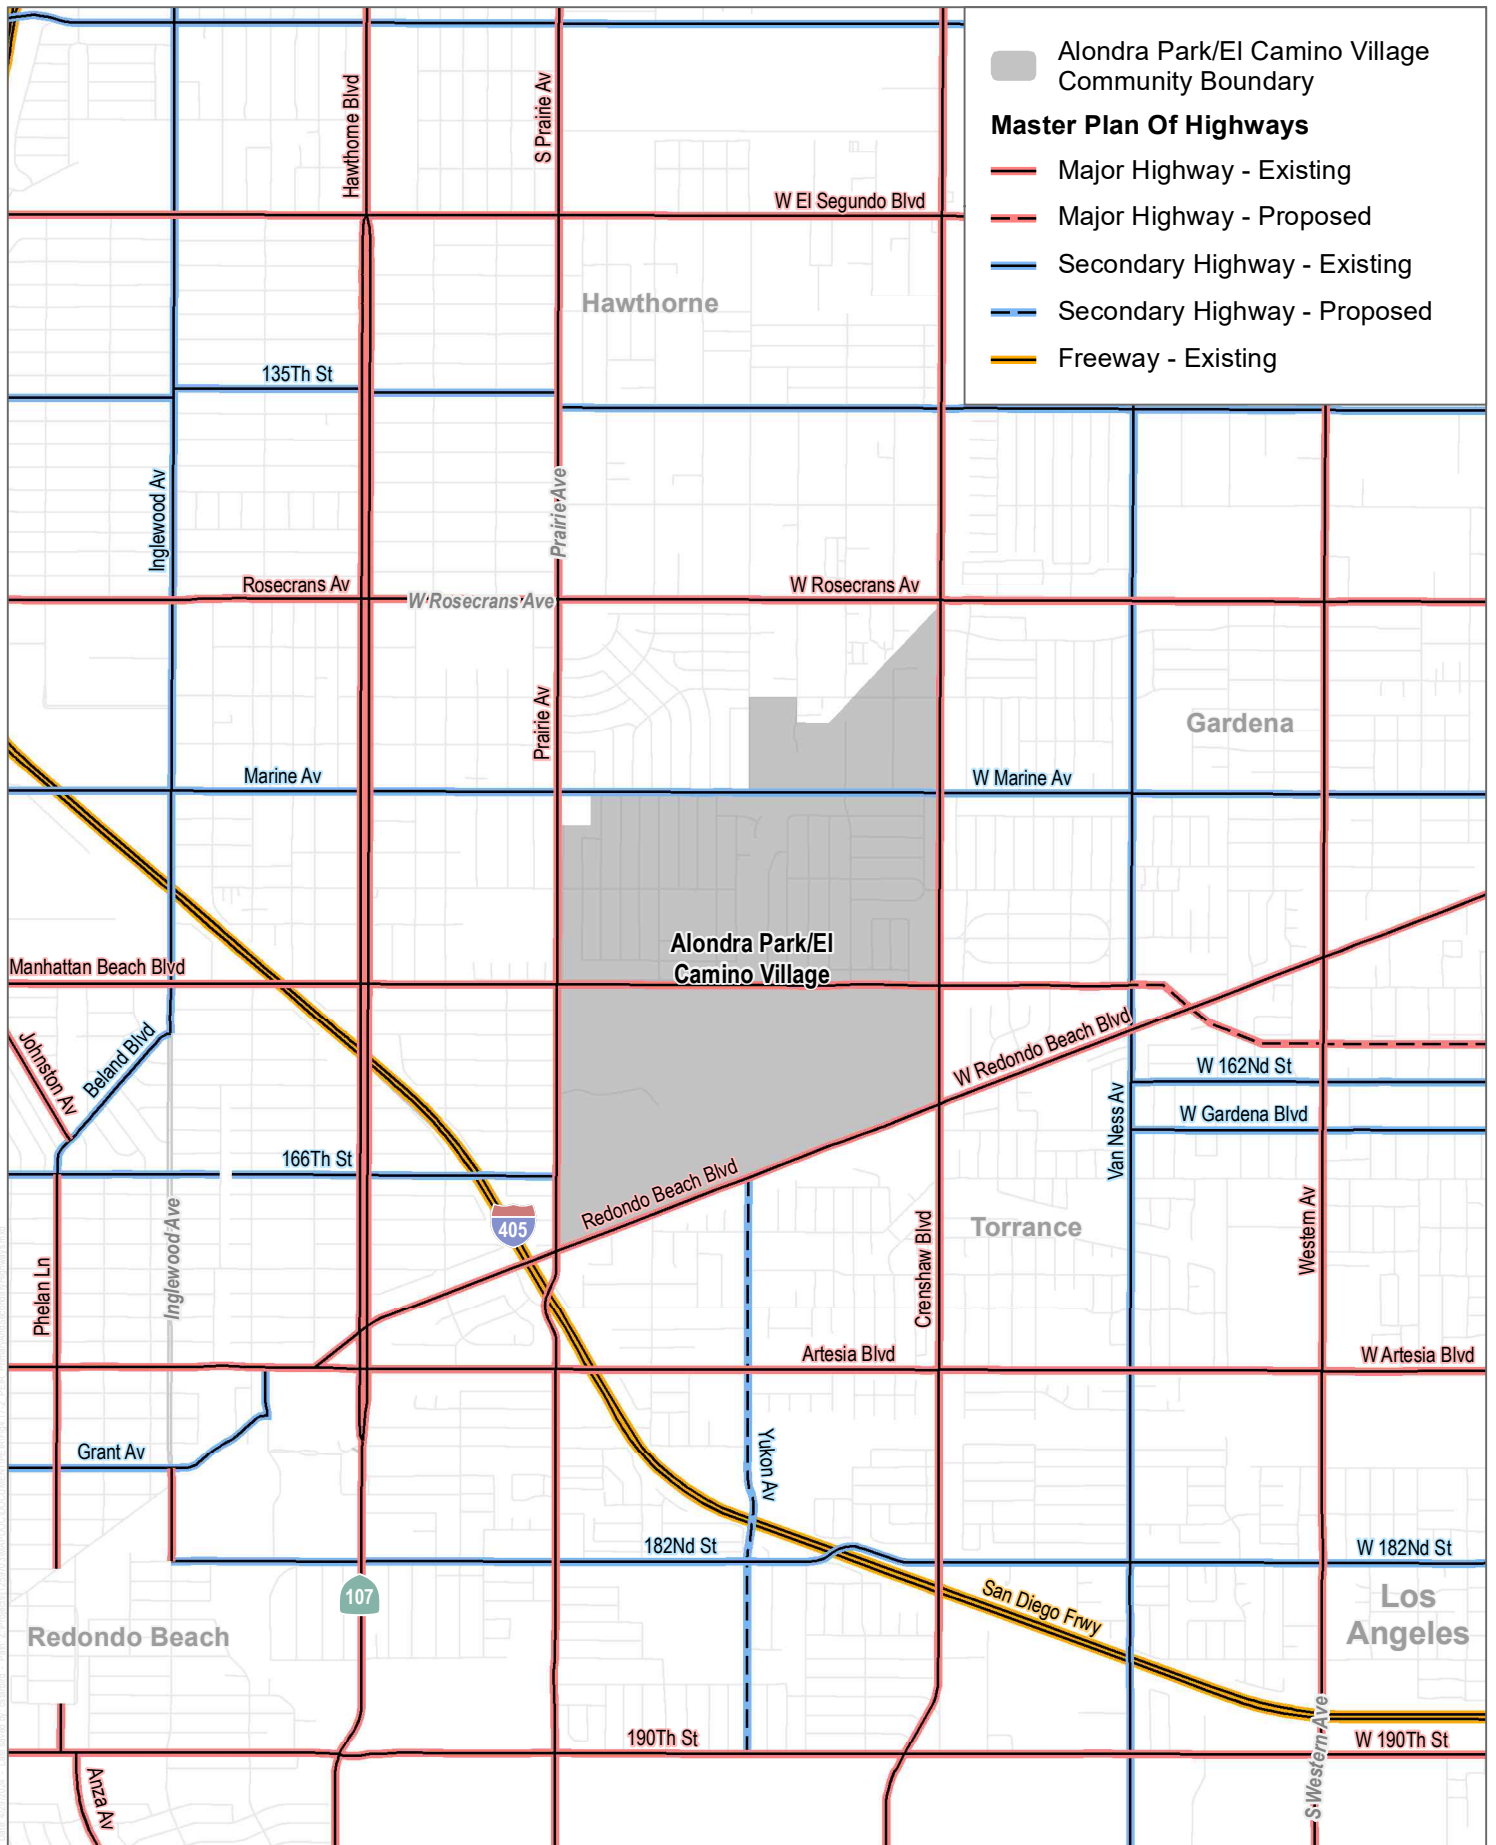 Alondra Park/El Camino Village
Community Boundary
Master Plan Of Highways
Major Highway - Existing
Major Highway - Proposed
Secondary Highway - Existing
Secondary Highway - Proposed
Freeway - Existing
Hawthorne Blvd
S Prairie Av
W El Segundo Blvd
Hawthorne
135Th St
Inglewood Av
Prairie Ave
Rosecrans Av
W Rosecrans Ave
W Rosecrans Av
Prairie Av
Gardena
Marine Av
W Marine Av
Alondra Park/El
Camino Village
Manhattan Beach Blvd
Johnston Av
Beland Blvd
W Redondo Beach Blvd
W 162Nd St
W Gardena Blvd
Van Ness Av
166Th St
Redondo Beach Blvd
405
Inglewood Ave
Phelan Ln
Crenshaw Blvd
Torrance
Western Av
Artesia Blvd
W Artesia Blvd
Grant Av
Yukon Av
182Nd St
W 182Nd St
107
San Diego Frwy
Los
Angeles
Redondo Beach
190Th St
W 190Th St
S Western Ave
Anza Av